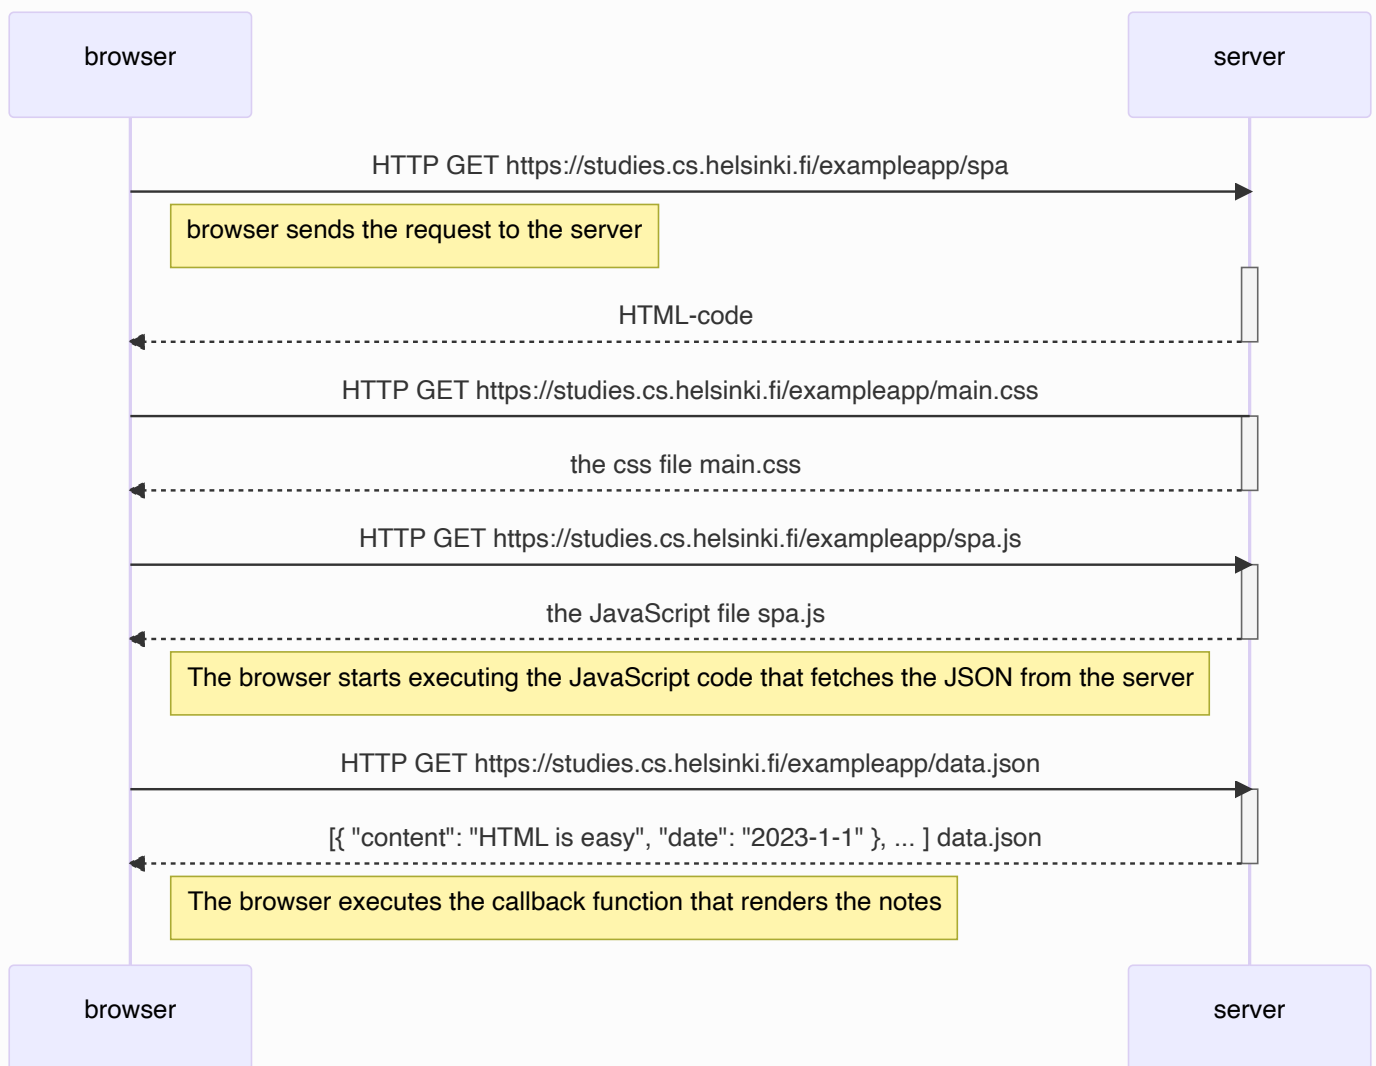 browser
server
HTTP GET https://studies.cs.helsinki.fi/exampleapp/spa
browser sends the request to the server
HTML-code
HTTP GET https://studies.cs.helsinki.fi/exampleapp/main.css
the css file main.css
HTTP GET https://studies.cs.helsinki.fi/exampleapp/spa.js
the JavaScript file spa.js
The browser starts executing the JavaScript code that fetches the JSON from the server
HTTP GET https://studies.cs.helsinki.fi/exampleapp/data.json
[{ "content": "HTML is easy", "date": "2023-1-1" }, ... ] data.json
The browser executes the callback function that renders the notes
browser
server